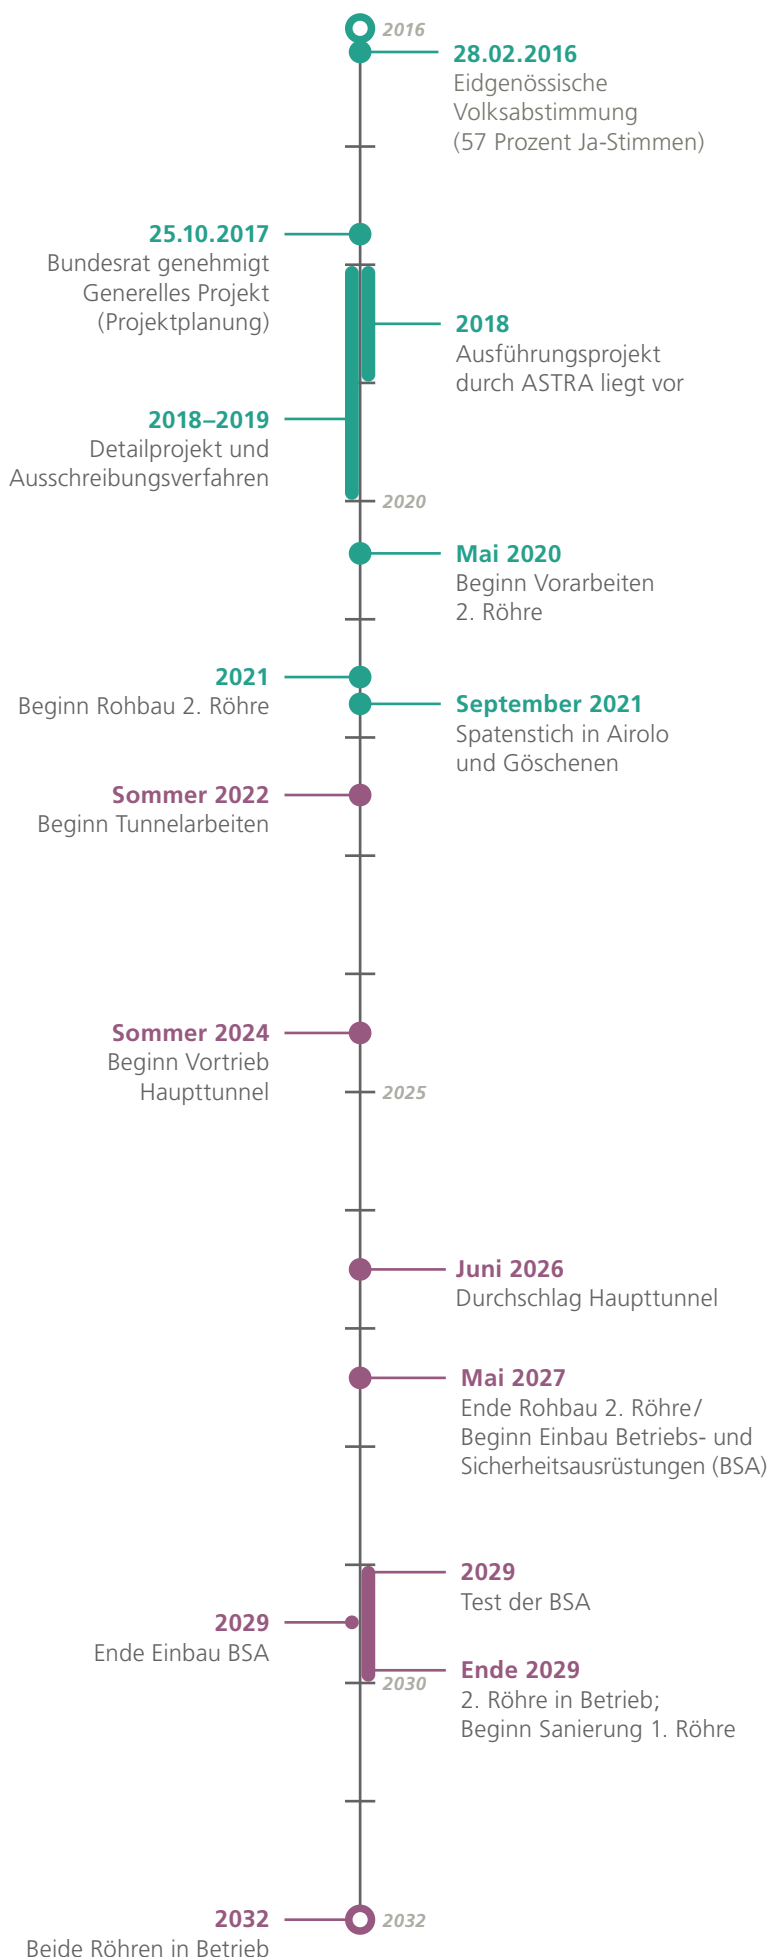 2016
28.02.2016
Eidgenössische
Volksabstimmung
(57 Prozent Ja-Stimmen)
25.10.2017
Bundesrat genehmigt
Generelles Projekt
(Projektplanung)
2018
Ausführungsprojekt
durch ASTRA liegt vor
2018–2019
Detailprojekt und
Ausschreibungsverfahren
2020
Mai 2020
Beginn Vorarbeiten
2. Röhre
2021
Beginn Rohbau 2. Röhre
September 2021
Spatenstich in Airolo
und Göschenen
Sommer 2022
Beginn Tunnelarbeiten
Sommer 2024
Beginn Vortrieb
Haupttunnel
2025
Juni 2026
Durchschlag Haupttunnel
Mai 2027
Ende Rohbau 2. Röhre/
Beginn Einbau Betriebs- und
Sicherheitsausrüstungen (BSA)
2029
Test der BSA
2029
Ende Einbau BSA
Ende 2029
2. Röhre in Betrieb;
Beginn Sanierung 1. Röhre
2030
2032
Beide Röhren in Betrieb
2032